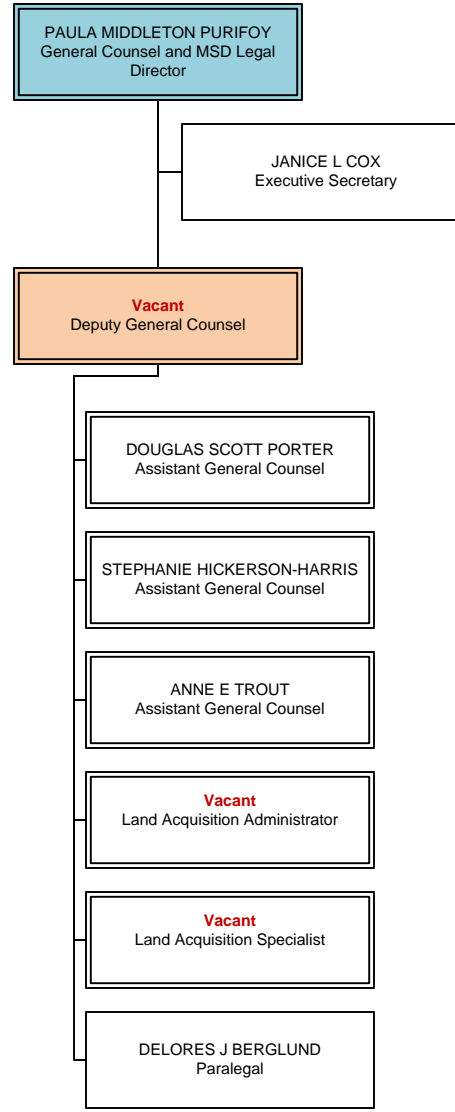 PAULA MIDDLETON PURIFOY
General Counsel and MSD Legal
Director
JANICE L COX
Executive Secretary
Vacant
Deputy General Counsel
DOUGLAS SCOTT PORTER
Assistant General Counsel
STEPHANIE HICKERSON-HARRIS
Assistant General Counsel
ANNE E TROUT
Assistant General Counsel
Vacant
Land Acquisition Administrator
Vacant
Land Acquisition Specialist
DELORES J BERGLUND
Paralegal